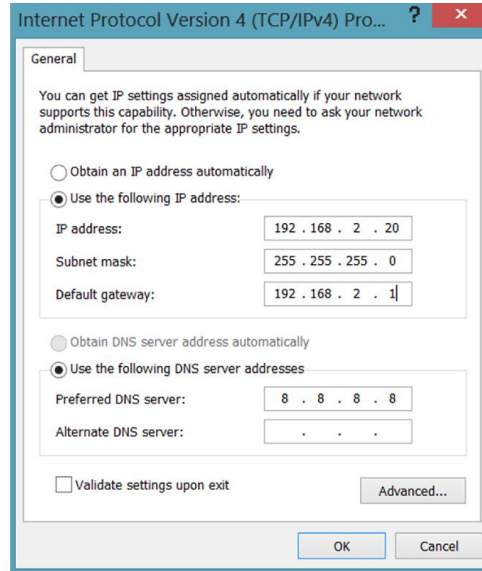 Internet Protocol Version 4 (TCP/IPv4) Pro... ? ×
General
You can get IP settings assigned automatically if your network
supports this capability. Otherwise, you need to ask your network
administrator for the appropriate IP settings.
Obtain an IP address automatically
Use the following IP address:
IP address: 192 . 168 . 2 . 20
Subnet mask: 255 . 255 . 255 . 0
Default gateway: 192 . 168 . 2 . 1
Obtain DNS server address automatically
Use the following DNS server addresses
Preferred DNS server: 8 . 8 . 8 . 8
Alternate DNS server: . . .
Validate settings upon exit
Advanced...
OK Cancel